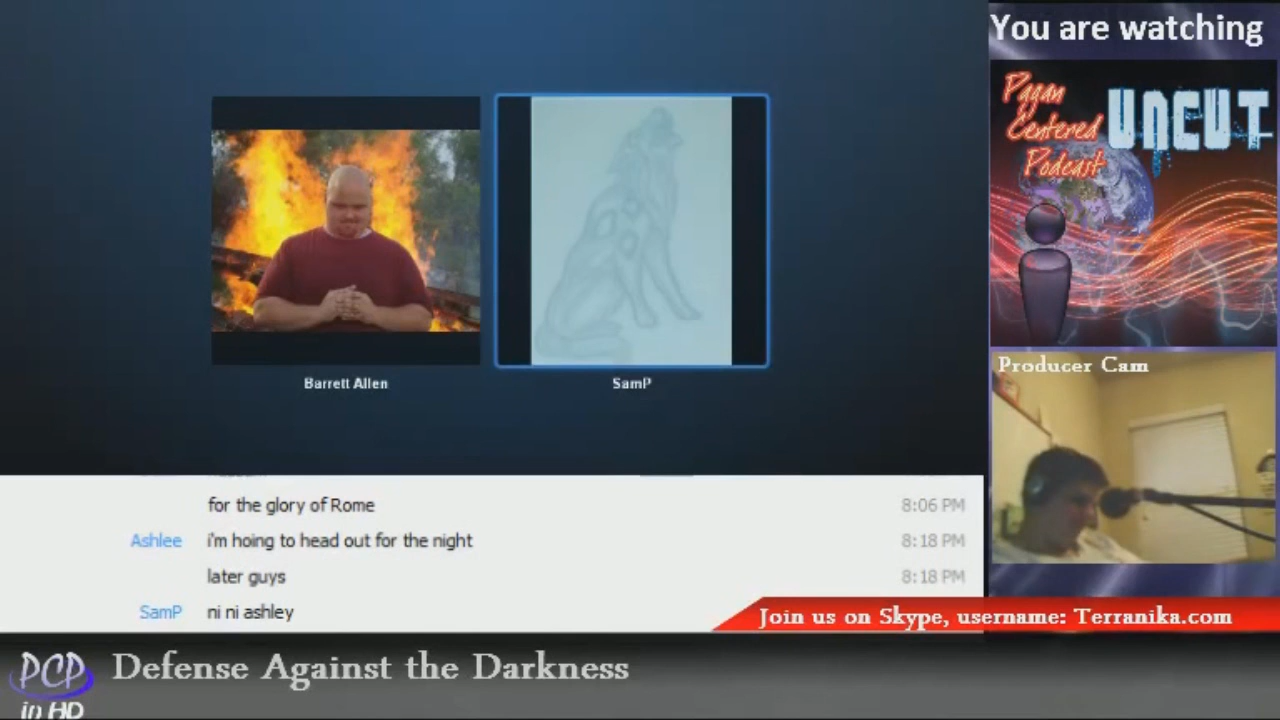 You are watching
Pagan
Centered
Podcast
UNCUT
Barrett Allen
SamP
Producer Cam
for the glory of Rome 8:06 PM
Ashlee i'm hoing to head out for the night 8:18 PM
later guys 8:18 PM
SamP ni ni ashley
Join us on Skype, username: Terranika.com
PCP
in HD
Defense Against the Darkness